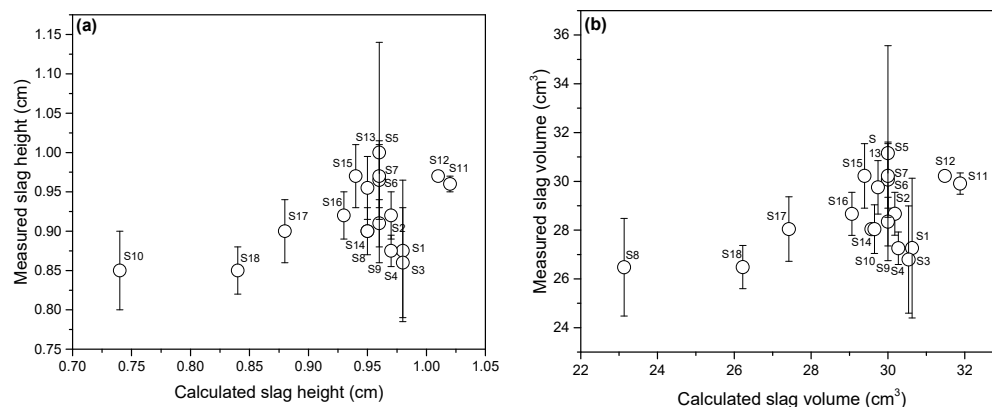 (a)
Measured slag height (cm)
1.15
1.10
1.05
1.00
0.95
0.90
0.85
0.80
0.75
S13
S5
S15
S7
S12
S11
S6
S16
S17
S2
S14
S8
S1
S10
S18
S9
S4
S3
0.70
0.75
0.80
0.85
0.90
0.95
1.00
1.05
Calculated slag height (cm)
(b)
Measured slag volume (cm³)
36
34
32
30
28
26
24
S
13
S5
S15
S12
S7
S11
S6
S16
S2
S17
S14
S1
S8
S18
S10
S9
S4
S3
22
24
26
28
30
32
Calculated slag volume (cm³)